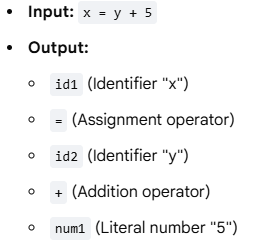 • Input: x = y + 5
• Output:
○ id1 (Identifier "x")
○ = (Assignment operator)
○ id2 (Identifier "y")
○ + (Addition operator)
○ num1 (Literal number "5")